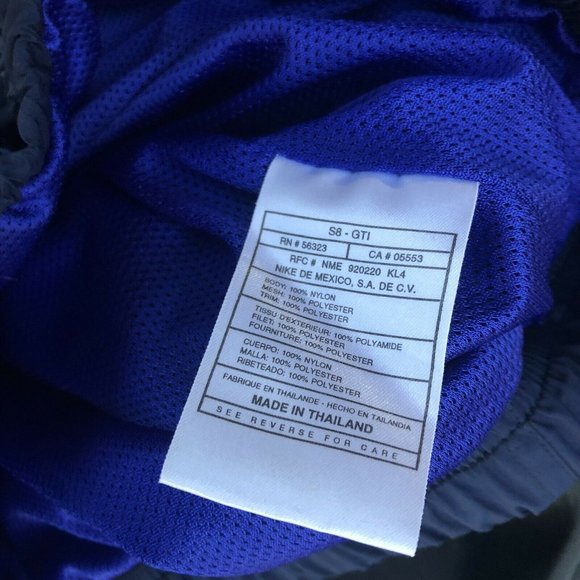 S8 - GTI
RN # 56323 CA # 05553
RFC # NME 920220 KL4
NIKE DE MEXICO, S.A. DE C.V.
BODY: 100% NYLON
MESH: 100% POLYESTER
TRIM: 100% POLYESTER
TISSU D'EXTERIEUR: 100% POLYAMIDE
FILET: 100% POLYESTER
FOURNITURE: 100% POLYESTER
CUERPO: 100% NYLON
MALLA: 100% POLYESTER
RIBETEADO: 100% POLYESTER
FABRIQUE EN THAILANDE - HECHO EN TAILANDIA
MADE IN THAILAND
SEE REVERSE FOR CARE